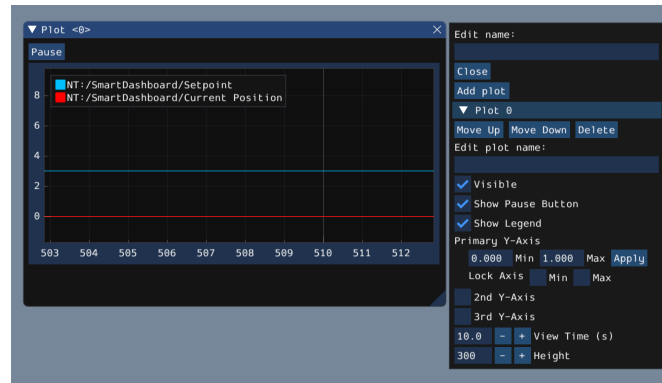 Plot <0>
Pause
NT:/SmartDashboard/Setpoint
NT:/SmartDashboard/Current Position
8
6
4
2
0
503 504 505 506 507 508 509 510 511 512
Edit name:
Close
Add plot
Plot 0
Move Up Move Down Delete
Edit plot name:
Visible
Show Pause Button
Show Legend
Primary Y-Axis
0.000 Min 1.000 Max Apply
Lock Axis Min Max
2nd Y-Axis
3rd Y-Axis
10.0 - + View Time (s)
300 - + Height